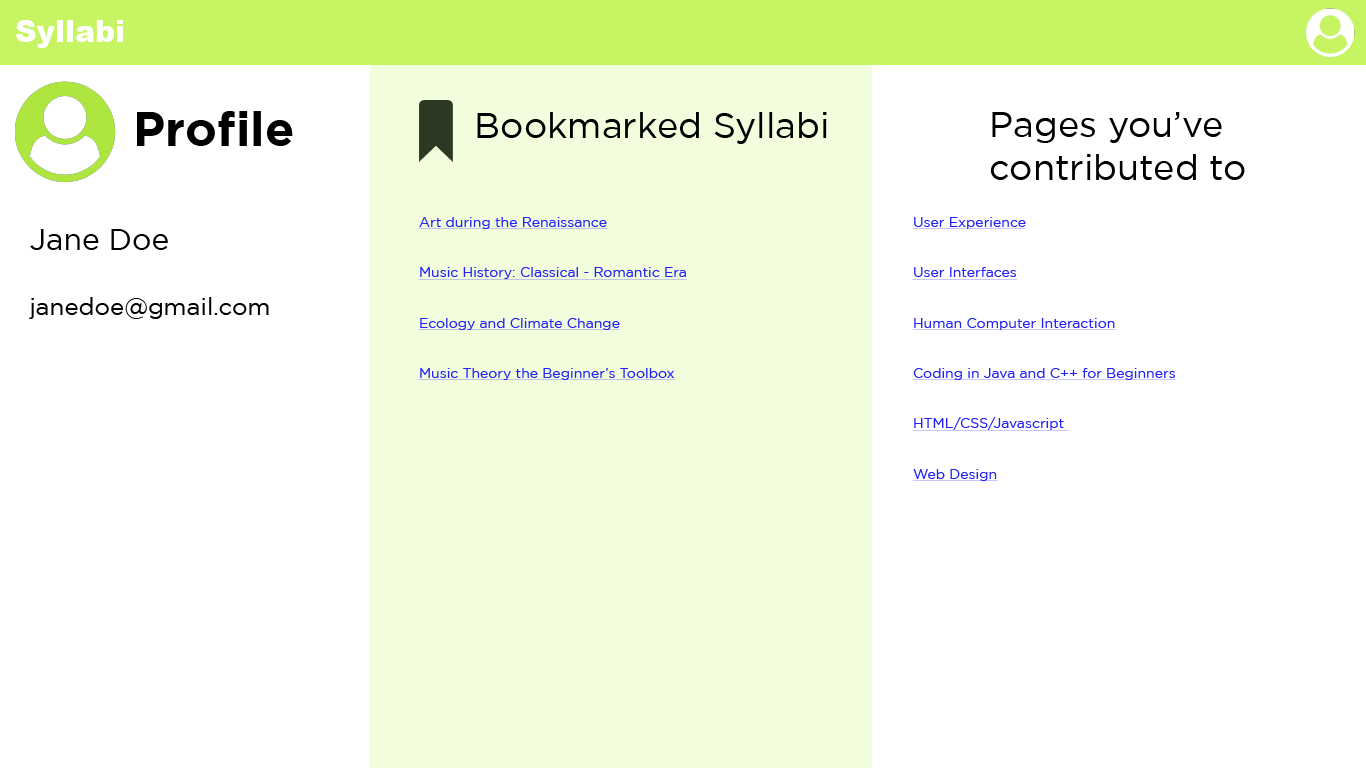 Syllabi
Profile
Jane Doe
janedoe@gmail.com
Bookmarked Syllabi
Art during the Renaissance
Music History: Classical - Romantic Era
Ecology and Climate Change
Music Theory the Beginner’s Toolbox
Pages you’ve
contributed to
User Experience
User Interfaces
Human Computer Interaction
Coding in Java and C++ for Beginners
HTML/CSS/Javascript
Web Design